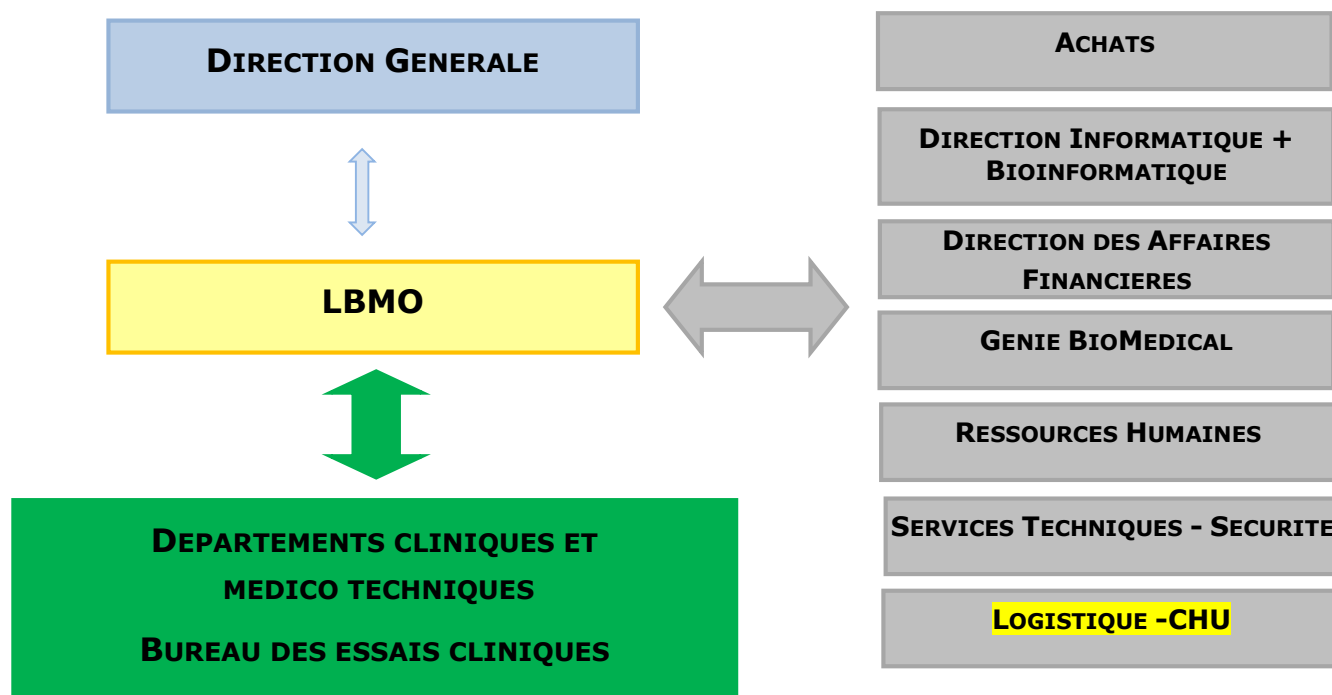 DIRECTION GENERALE
LBMO
DEPARTEMENTS CLINIQUES ET
MEDICO TECHNIQUES
BUREAU DES ESSAIS CLINIQUES
ACHATS
DIRECTION INFORMATIQUE +
BIOINFORMATIQUE
DIRECTION DES AFFAIRES
FINANCIERES
GENIE BIOMEDICAL
RESSOURCES HUMAINES
SERVICES TECHNIQUES - SECURITE
LOGISTIQUE -CHU